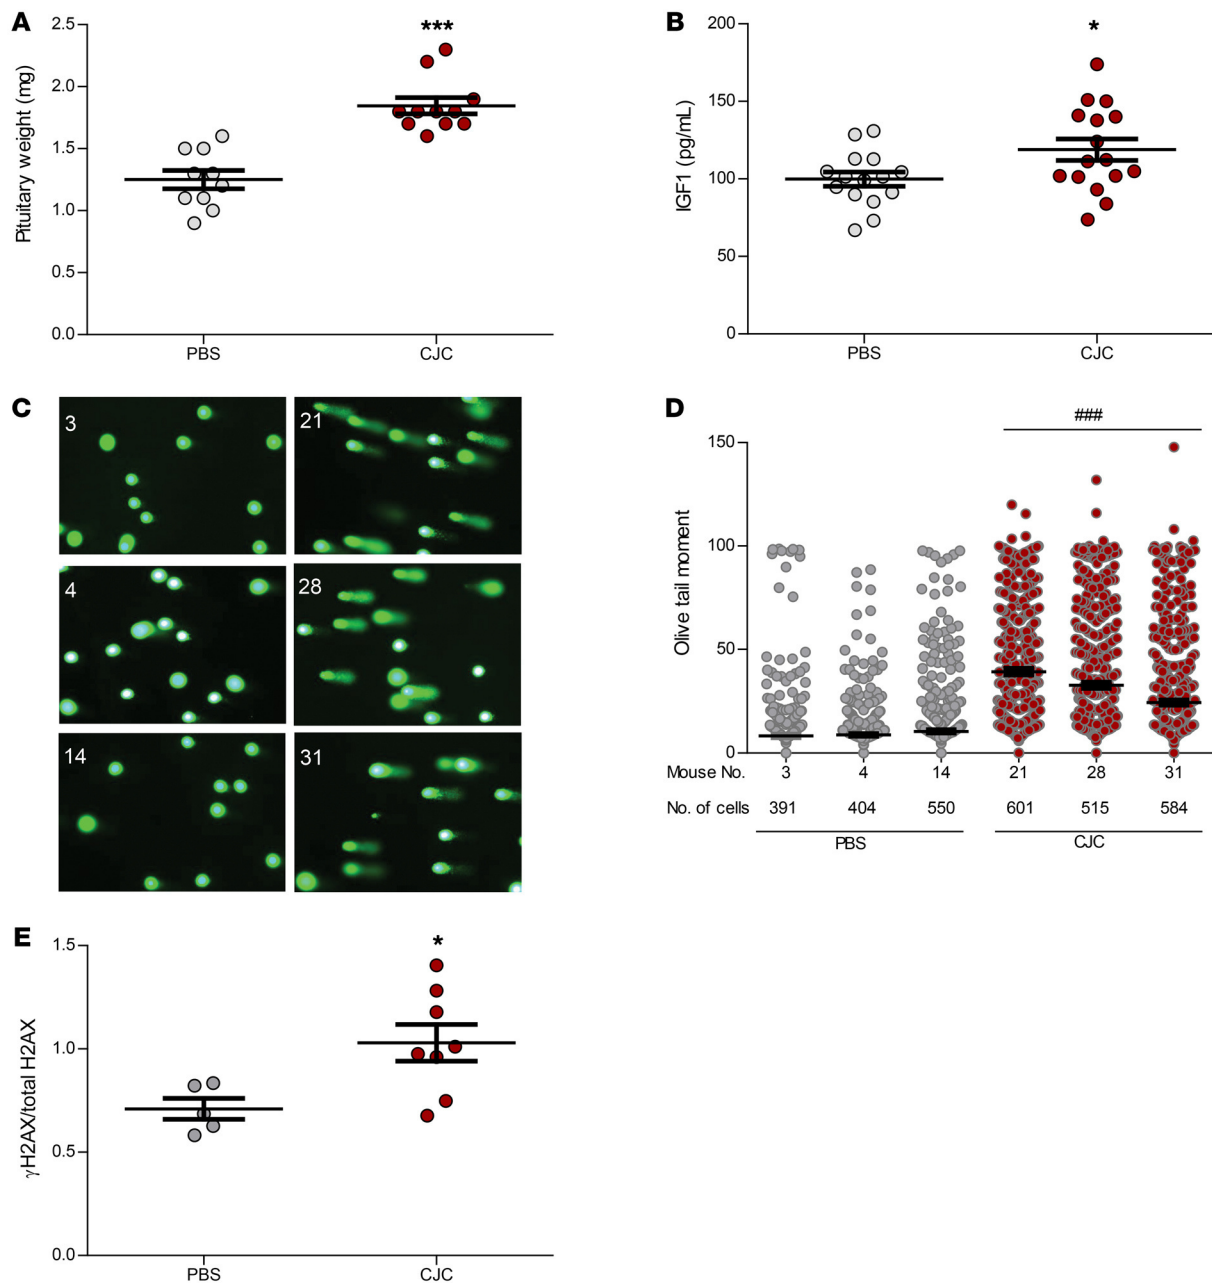 A
Pituitary weight (mg)
2.5
2.0
1.5
1.0
0.5
0.0
***
PBS
CJC
B
IGF1 (pg/mL)
200
150
100
50
0
*
PBS
CJC
C
3
21
4
28
14
31
D
Olive tail moment
150
100
50
0
###
Mouse No. 3 4 14 21 28 31
No. of cells 391 404 550 601 515 584
PBS CJC
E
γH2AX/total H2AX
1.5
1.0
0.5
0.0
*
PBS
CJC